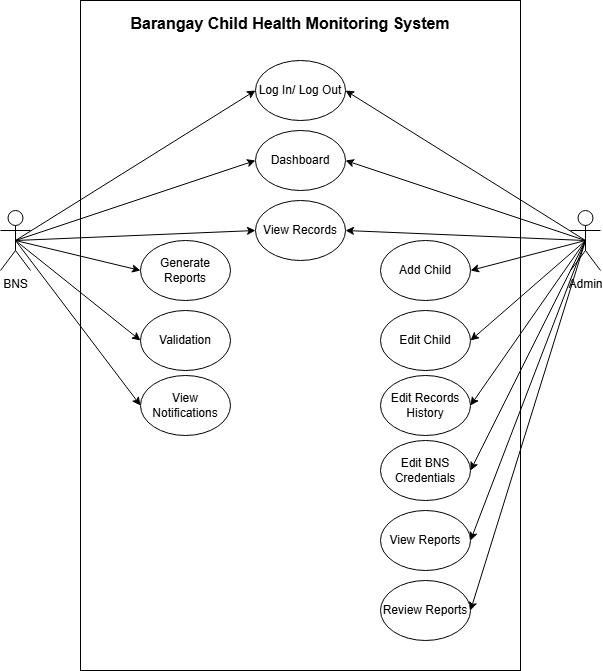 Barangay Child Health Monitoring System
Log In/ Log Out
Dashboard
View Records
BNS
Admin
Generate
Reports
Add Child
Validation
Edit Child
View
Notifications
Edit Records
History
Edit BNS
Credentials
View Reports
Review Reports